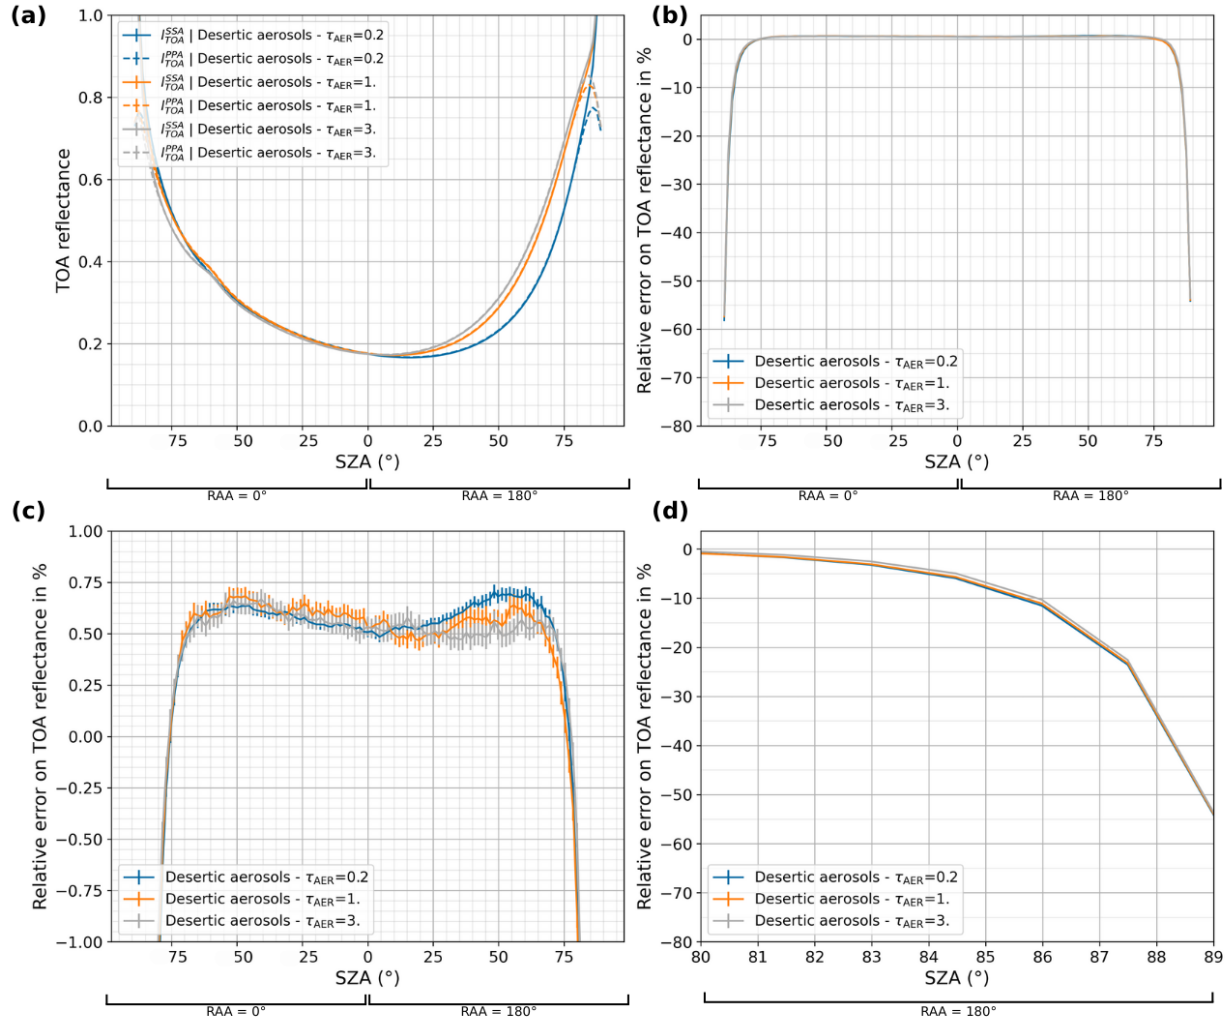 (a)
1.0
0.8
0.6
0.4
0.2
0.0
TOA reflectance
I_TOA^SSA | Desertic aerosols - τ_AER=0.2
I_TOA^PPA | Desertic aerosols - τ_AER=0.2
I_TOA^SSA | Desertic aerosols - τ_AER=1.
I_TOA^PPA | Desertic aerosols - τ_AER=1.
I_TOA^SSA | Desertic aerosols - τ_AER=3.
I_TOA^PPA | Desertic aerosols - τ_AER=3.
75 50 25 0 25 50 75
SZA (°)
RAA = 0° RAA = 180°
(b)
0
−10
−20
−30
−40
−50
−60
−70
−80
Relative error on TOA reflectance in %
Desertic aerosols - τ_AER=0.2
Desertic aerosols - τ_AER=1.
Desertic aerosols - τ_AER=3.
75 50 25 0 25 50 75
SZA (°)
RAA = 0° RAA = 180°
(c)
1.00
0.75
0.50
0.25
0.00
−0.25
−0.50
−0.75
−1.00
Relative error on TOA reflectance in %
Desertic aerosols - τ_AER=0.2
Desertic aerosols - τ_AER=1.
Desertic aerosols - τ_AER=3.
75 50 25 0 25 50 75
SZA (°)
RAA = 0° RAA = 180°
(d)
0
−10
−20
−30
−40
−50
−60
−70
−80
Relative error on TOA reflectance in %
Desertic aerosols - τ_AER=0.2
Desertic aerosols - τ_AER=1.
Desertic aerosols - τ_AER=3.
80 81 82 83 84 85 86 87 88 89
SZA (°)
RAA = 180°